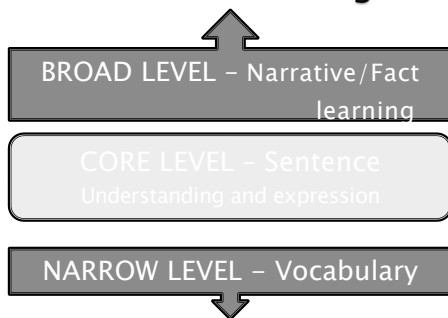 BROAD LEVEL – Narrative/Fact
learning
CORE LEVEL – Sentence
Understanding and expression
NARROW LEVEL – Vocabulary